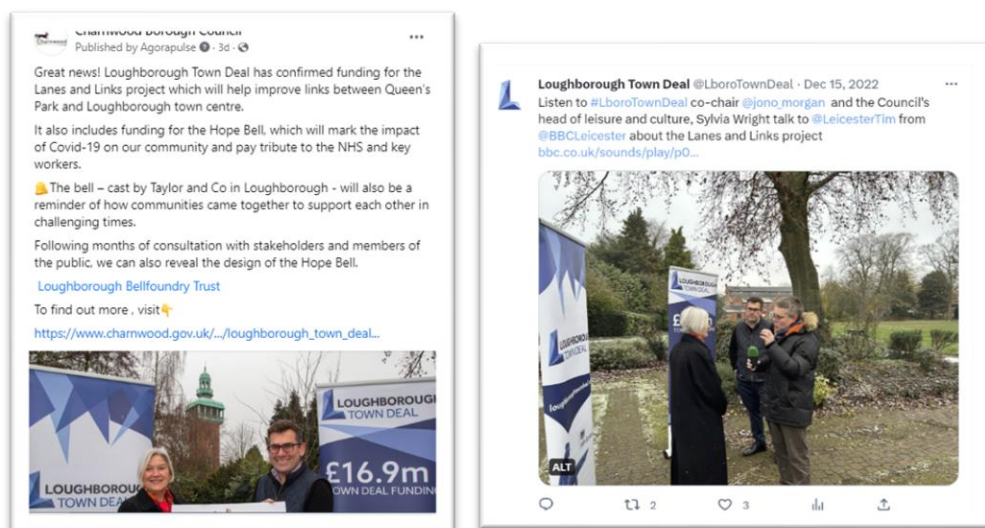 Charnwood Borough Council
Published by Agorapulse · 3d ·
Great news! Loughborough Town Deal has confirmed funding for the
Lanes and Links project which will help improve links between Queen's
Park and Loughborough town centre.
It also includes funding for the Hope Bell, which will mark the impact
of Covid-19 on our community and pay tribute to the NHS and key
workers.
The bell – cast by Taylor and Co in Loughborough - will also be a
reminder of how communities came together to support each other in
challenging times.
Following months of consultation with stakeholders and members of
the public, we can also reveal the design of the Hope Bell.
Loughborough Bellfoundry Trust
To find out more , visit
https://www.charnwood.gov.uk/.../loughborough_town_deal...
LOUGHBOROUG
TOWN DEAL
LOUGHBOROUGH
TOWN DEAL
£16.9m
TOWN DEAL FUNDING
Loughborough Town Deal @LboroTownDeal · Dec 15, 2022
Listen to #LboroTownDeal co-chair @jono_morgan and the Council's
head of leisure and culture, Sylvia Wright talk to @LeicesterTim from
@BBCLeicester about the Lanes and Links project
bbc.co.uk/sounds/play/p0...
LOUGHBOROUGH
TOWN DEAL
LOUGHBOROUGH
TOWN DEAL
ALT
2
3